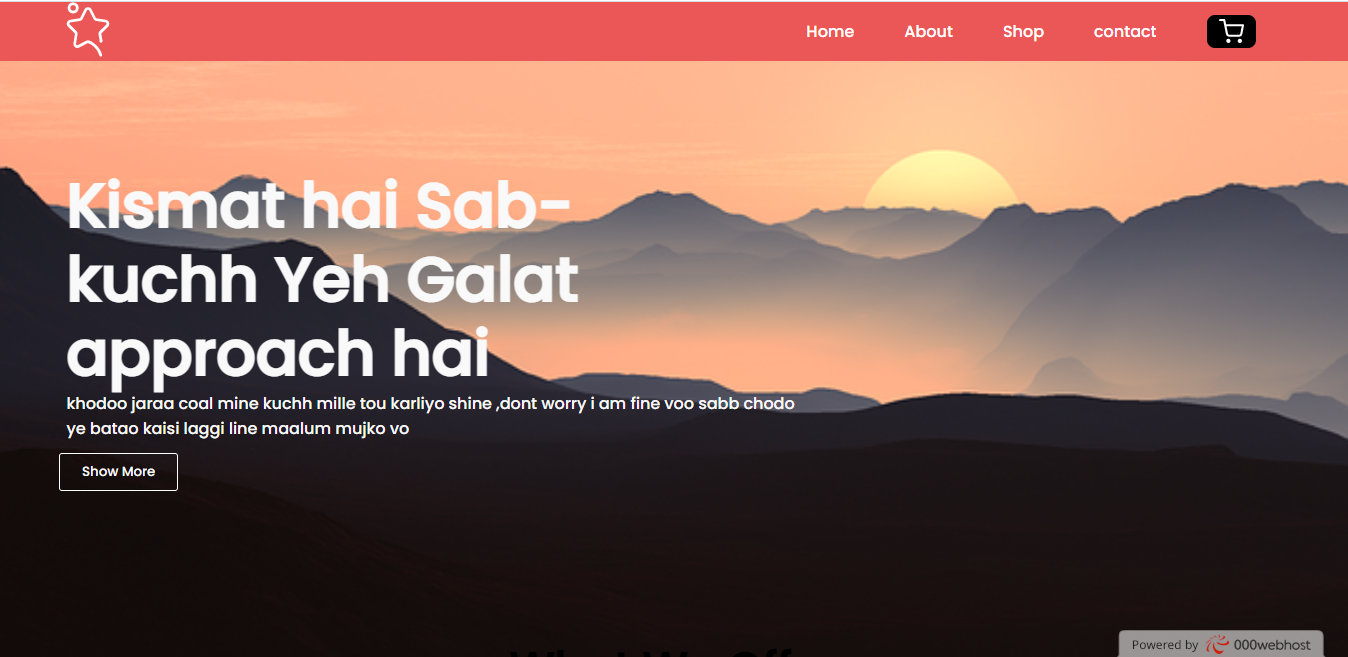 Home About Shop contact
Kismat hai Sab-
kuchh Yeh Galat
approach hai
khodoo jaraa coal mine kuchh mille tou karliyo shine ,dont worry i am fine voo sabb chodo
ye batao kaisi laggi line maalum mujko vo
Show More
Powered by 000webhost